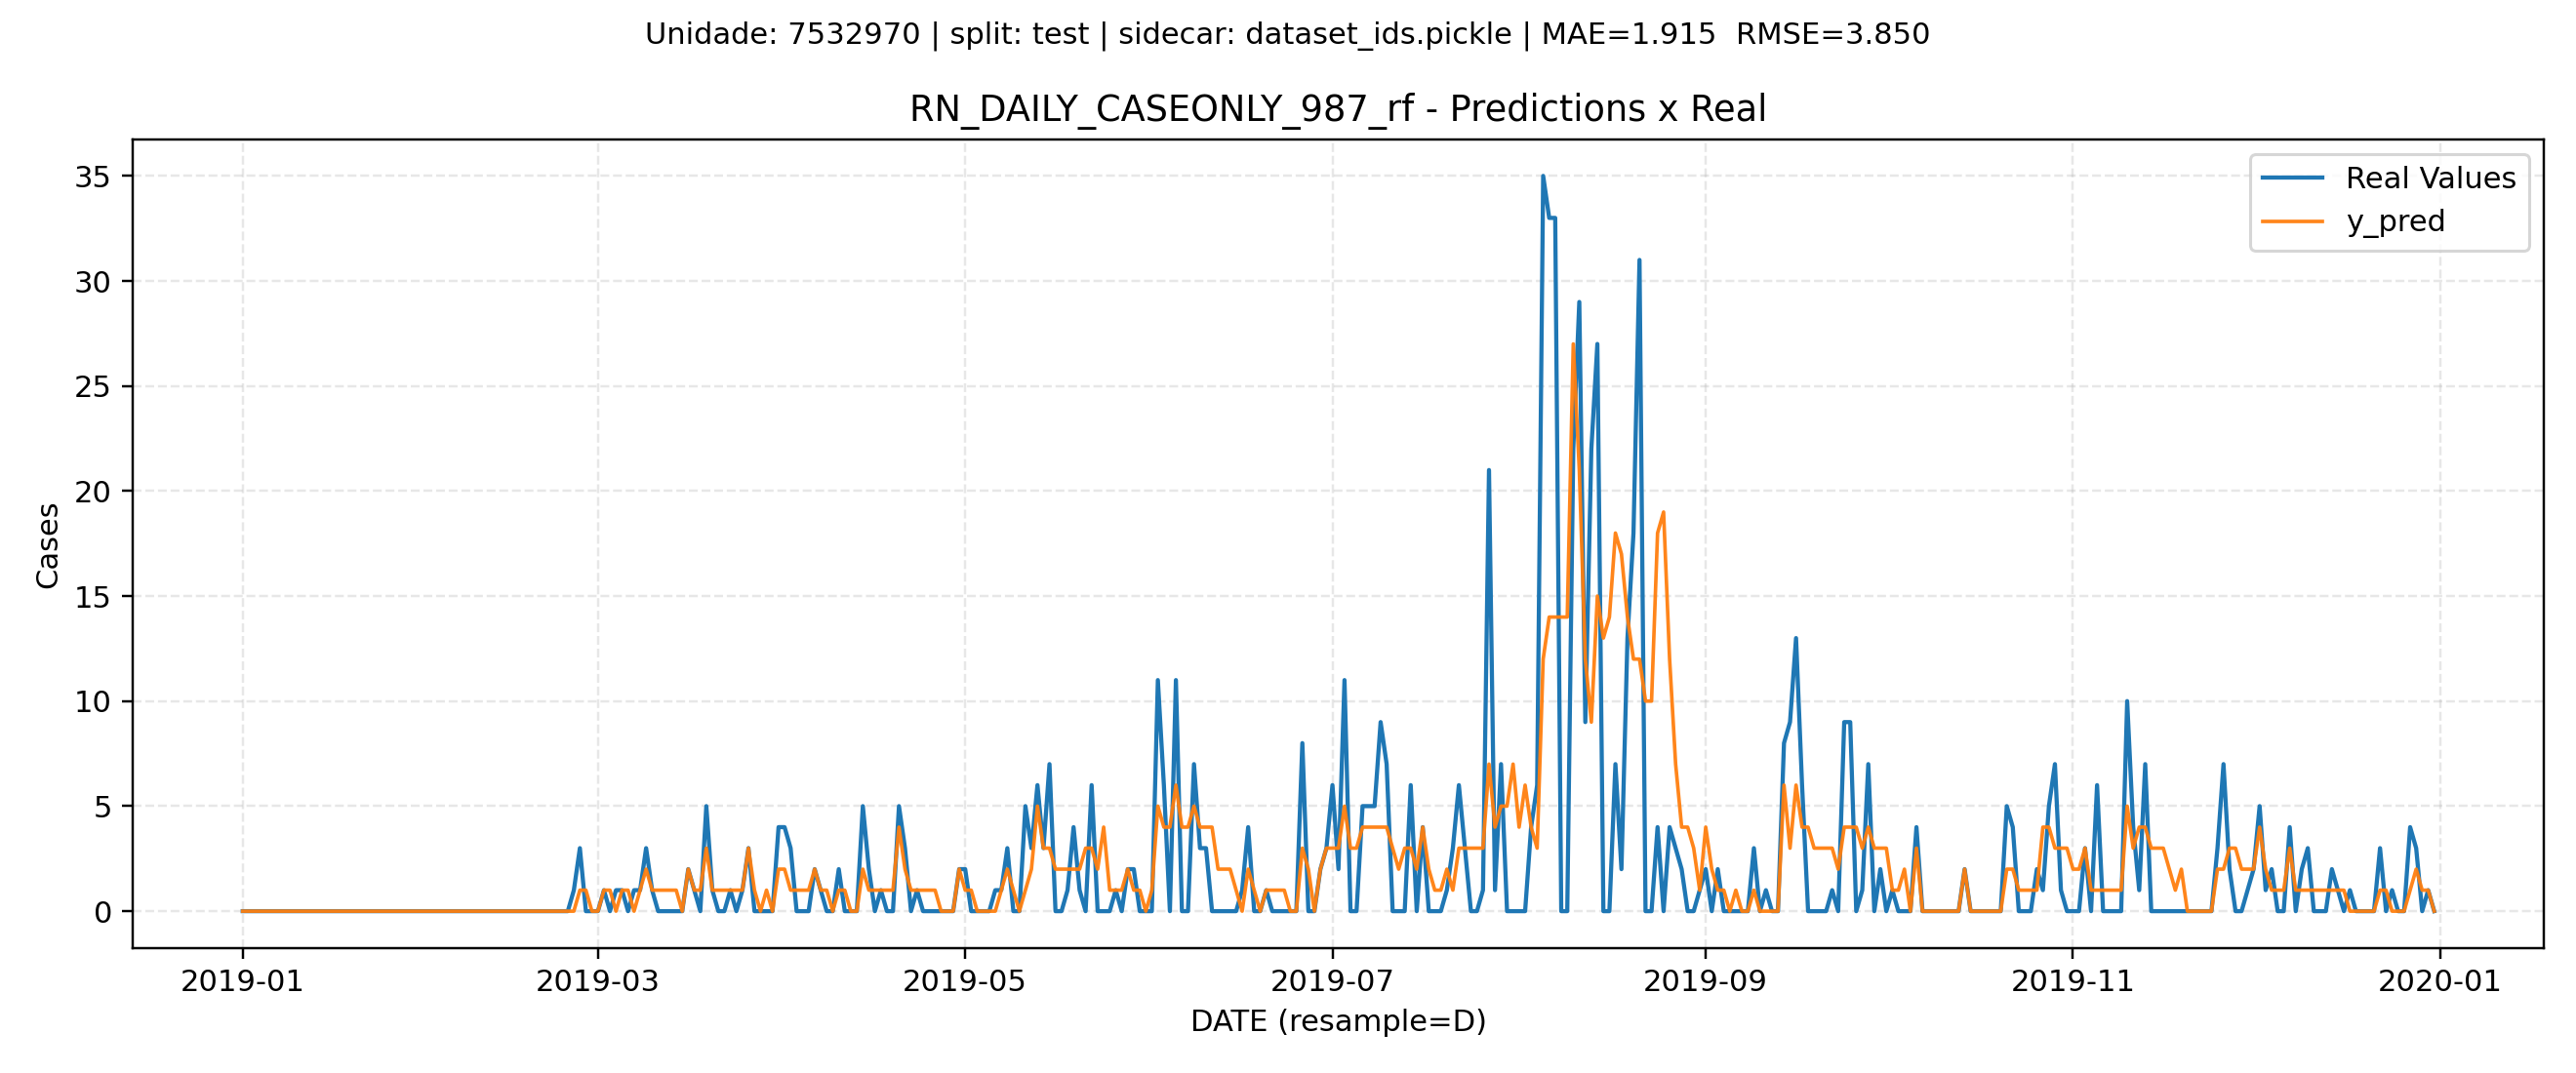 Unidade: 7532970 | split: test | sidecar: dataset_ids.pickle | MAE=1.915  RMSE=3.850
RN_DAILY_CASEONLY_987_rf - Predictions x Real
Real Values
y_pred
35
30
25
20
15
10
5
0
Cases
2019-01
2019-03
2019-05
2019-07
2019-09
2019-11
2020-01
DATE (resample=D)